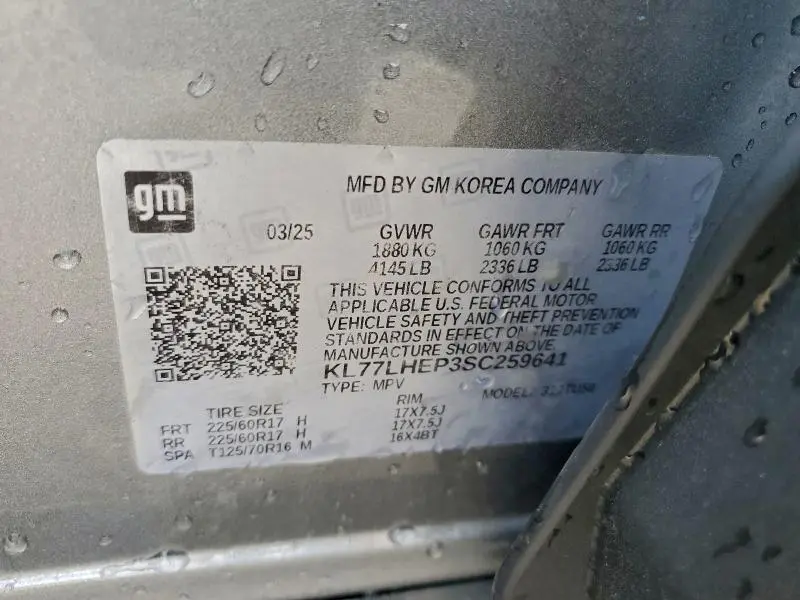 gm
MFD BY GM KOREA COMPANY
03/25 GVWR GAWR FRT GAWR RR
1880 KG 1060 KG 1060 KG
4145 LB 2336 LB 2336 LB
THIS VEHICLE CONFORMS TO ALL
APPLICABLE U.S. FEDERAL MOTOR
VEHICLE SAFETY AND THEFT PREVENTION
STANDARDS IN EFFECT ON THE DATE OF
MANUFACTURE SHOWN ABOVE.
KL77LHEP3SC259641
TYPE: MPV MODEL:
TIRE SIZE RIM
FRT 225/60R17 H 17X7.5J
RR 225/60R17 H 17X7.5J
SPA T125/70R16 M 16X4BT